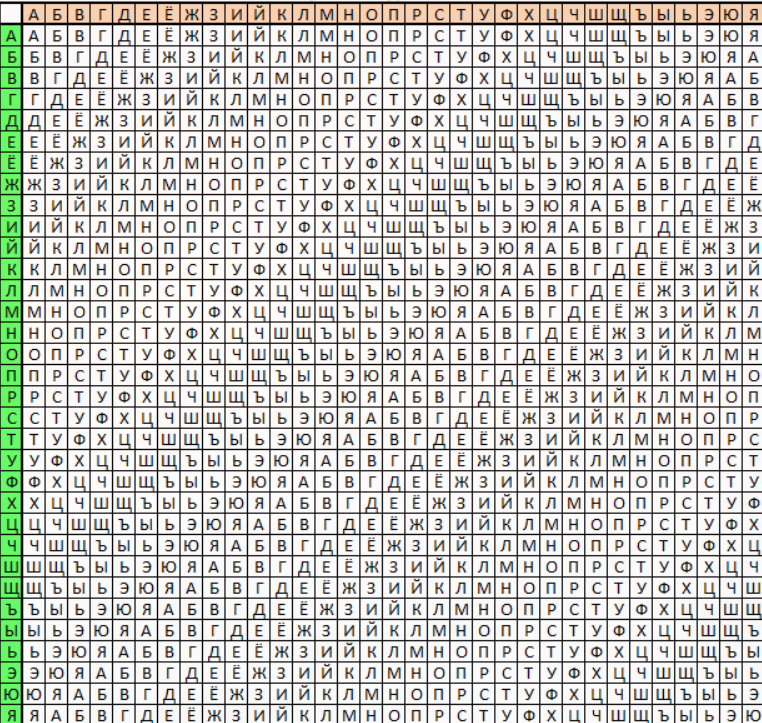 А Б В Г Д Е Ё Ж З И Й К Л М Н О П Р С Т У Ф Х Ц Ч Ш Щ Ъ Ы Ь Э Ю Я
А А Б В Г Д Е Ё Ж З И Й К Л М Н О П Р С Т У Ф Х Ц Ч Ш Щ Ъ Ы Ь Э Ю Я
Б Б В Г Д Е Ё Ж З И Й К Л М Н О П Р С Т У Ф Х Ц Ч Ш Щ Ъ Ы Ь Э Ю Я А
В В Г Д Е Ё Ж З И Й К Л М Н О П Р С Т У Ф Х Ц Ч Ш Щ Ъ Ы Ь Э Ю Я А Б
Г Г Д Е Ё Ж З И Й К Л М Н О П Р С Т У Ф Х Ц Ч Ш Щ Ъ Ы Ь Э Ю Я А Б В
Д Д Е Ё Ж З И Й К Л М Н О П Р С Т У Ф Х Ц Ч Ш Щ Ъ Ы Ь Э Ю Я А Б В Г
Е Е Ё Ж З И Й К Л М Н О П Р С Т У Ф Х Ц Ч Ш Щ Ъ Ы Ь Э Ю Я А Б В Г Д
Ё Ё Ж З И Й К Л М Н О П Р С Т У Ф Х Ц Ч Ш Щ Ъ Ы Ь Э Ю Я А Б В Г Д Е
Ж Ж З И Й К Л М Н О П Р С Т У Ф Х Ц Ч Ш Щ Ъ Ы Ь Э Ю Я А Б В Г Д Е Ё
З З И Й К Л М Н О П Р С Т У Ф Х Ц Ч Ш Щ Ъ Ы Ь Э Ю Я А Б В Г Д Е Ё Ж
И И Й К Л М Н О П Р С Т У Ф Х Ц Ч Ш Щ Ъ Ы Ь Э Ю Я А Б В Г Д Е Ё Ж З
Й Й К Л М Н О П Р С Т У Ф Х Ц Ч Ш Щ Ъ Ы Ь Э Ю Я А Б В Г Д Е Ё Ж З И
К К Л М Н О П Р С Т У Ф Х Ц Ч Ш Щ Ъ Ы Ь Э Ю Я А Б В Г Д Е Ё Ж З И Й
Л Л М Н О П Р С Т У Ф Х Ц Ч Ш Щ Ъ Ы Ь Э Ю Я А Б В Г Д Е Ё Ж З И Й К
М М Н О П Р С Т У Ф Х Ц Ч Ш Щ Ъ Ы Ь Э Ю Я А Б В Г Д Е Ё Ж З И Й К Л
Н Н О П Р С Т У Ф Х Ц Ч Ш Щ Ъ Ы Ь Э Ю Я А Б В Г Д Е Ё Ж З И Й К Л М
О О П Р С Т У Ф Х Ц Ч Ш Щ Ъ Ы Ь Э Ю Я А Б В Г Д Е Ё Ж З И Й К Л М Н
П П Р С Т У Ф Х Ц Ч Ш Щ Ъ Ы Ь Э Ю Я А Б В Г Д Е Ё Ж З И Й К Л М Н О
Р Р С Т У Ф Х Ц Ч Ш Щ Ъ Ы Ь Э Ю Я А Б В Г Д Е Ё Ж З И Й К Л М Н О П
С С Т У Ф Х Ц Ч Ш Щ Ъ Ы Ь Э Ю Я А Б В Г Д Е Ё Ж З И Й К Л М Н О П Р
Т Т У Ф Х Ц Ч Ш Щ Ъ Ы Ь Э Ю Я А Б В Г Д Е Ё Ж З И Й К Л М Н О П Р С
У У Ф Х Ц Ч Ш Щ Ъ Ы Ь Э Ю Я А Б В Г Д Е Ё Ж З И Й К Л М Н О П Р С Т
Ф Ф Х Ц Ч Ш Щ Ъ Ы Ь Э Ю Я А Б В Г Д Е Ё Ж З И Й К Л М Н О П Р С Т У
Х Х Ц Ч Ш Щ Ъ Ы Ь Э Ю Я А Б В Г Д Е Ё Ж З И Й К Л М Н О П Р С Т У Ф
Ц Ц Ч Ш Щ Ъ Ы Ь Э Ю Я А Б В Г Д Е Ё Ж З И Й К Л М Н О П Р С Т У Ф Х
Ч Ч Ш Щ Ъ Ы Ь Э Ю Я А Б В Г Д Е Ё Ж З И Й К Л М Н О П Р С Т У Ф Х Ц
Ш Ш Щ Ъ Ы Ь Э Ю Я А Б В Г Д Е Ё Ж З И Й К Л М Н О П Р С Т У Ф Х Ц Ч
Щ Щ Ъ Ы Ь Э Ю Я А Б В Г Д Е Ё Ж З И Й К Л М Н О П Р С Т У Ф Х Ц Ч Ш
Ъ Ъ Ы Ь Э Ю Я А Б В Г Д Е Ё Ж З И Й К Л М Н О П Р С Т У Ф Х Ц Ч Ш Щ
Ы Ы Ь Э Ю Я А Б В Г Д Е Ё Ж З И Й К Л М Н О П Р С Т У Ф Х Ц Ч Ш Щ Ъ
Ь Ь Э Ю Я А Б В Г Д Е Ё Ж З И Й К Л М Н О П Р С Т У Ф Х Ц Ч Ш Щ Ъ Ы
Э Э Ю Я А Б В Г Д Е Ё Ж З И Й К Л М Н О П Р С Т У Ф Х Ц Ч Ш Щ Ъ Ы Ь
Ю Ю Я А Б В Г Д Е Ё Ж З И Й К Л М Н О П Р С Т У Ф Х Ц Ч Ш Щ Ъ Ы Ь Э
Я Я А Б В Г Д Е Ё Ж З И Й К Л М Н О П Р С Т У Ф Х Ц Ч Ш Щ Ъ Ы Ь Э Ю